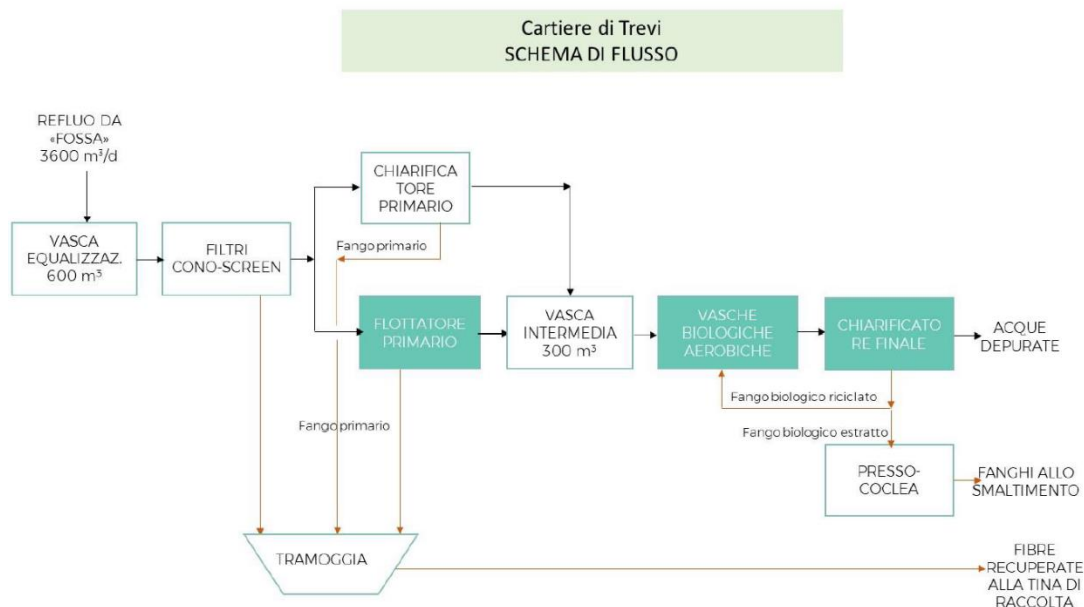 Cartiere di Trevi
SCHEMA DI FLUSSO
REFLUO DA
«FOSSA»
3600 m³/d
CHIARIFICA
TORE
PRIMARIO
VASCA
EQUALIZZAZ.
600 m³
FILTRI
CONO-SCREEN
Fango primario
FLOTTATORE
PRIMARIO
VASCA
INTERMEDIA
300 m³
VASCHE
BIOLOGICHE
AEROBICHE
CHIARIFICATO
RE FINALE
ACQUE
DEPURATE
Fango biologico riciclato
Fango primario
Fango biologico estratto
PRESSO-
COCLEA
FANGHI ALLO
SMALTIMENTO
TRAMOGGIA
FIBRE
RECUPERATE
ALLA TINA DI
RACCOLTA